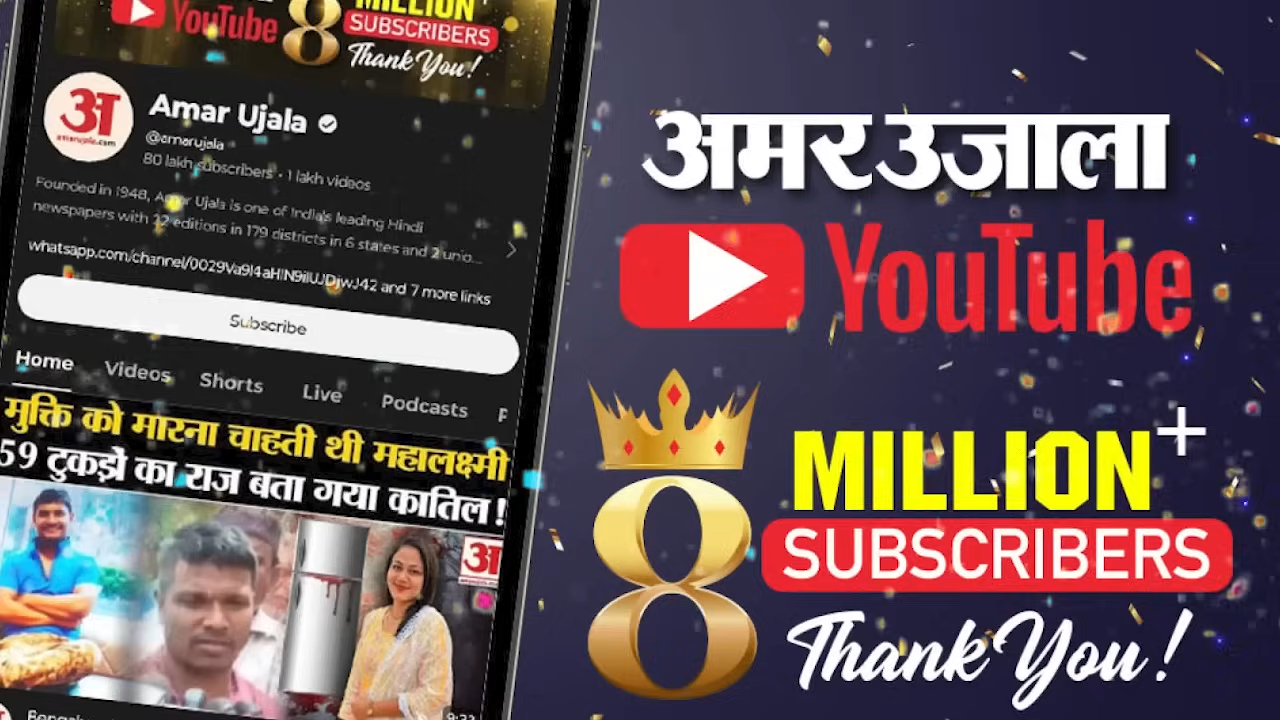 MILLION
YouTube 8 SUBSCRIBERS
Thank You!
अ
amarujala.com
Amar Ujala
@amarujala
80 lakh subscribers • 1 lakh videos
Founded in 1948, Amar Ujala is one of India's leading Hindi
newspapers with 22 editions in 179 districts in 6 states and 2 unio...
and 7 more links
Subscribe
Home Videos Shorts Live Podcasts P
मुक्ति को मारना चाहती थी महालक्ष्मी
59 टुकड़ों का राज बता गया कातिल!
अ
9:33
अमर उजाला
YouTube
8 MILLION+
SUBSCRIBERS
Thank You!